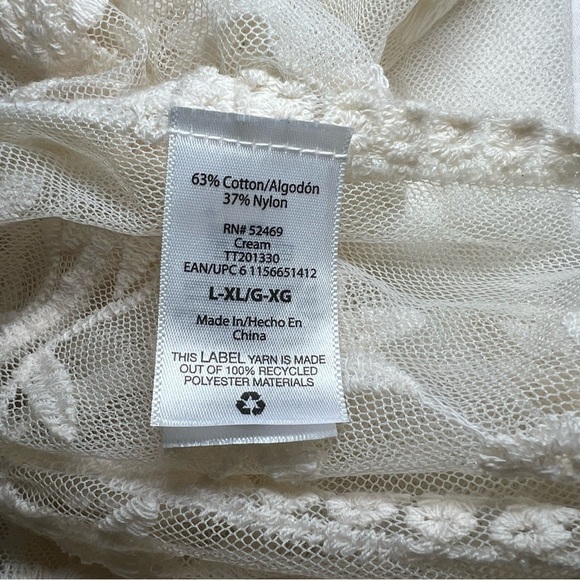 63% Cotton/Algodón
37% Nylon
RN# 52469
Cream
TT201330
EAN/UPC 6 1156651412
L-XL/G-XG
Made In/Hecho En
China
THIS LABEL YARN IS MADE
OUT OF 100% RECYCLED
POLYESTER MATERIALS